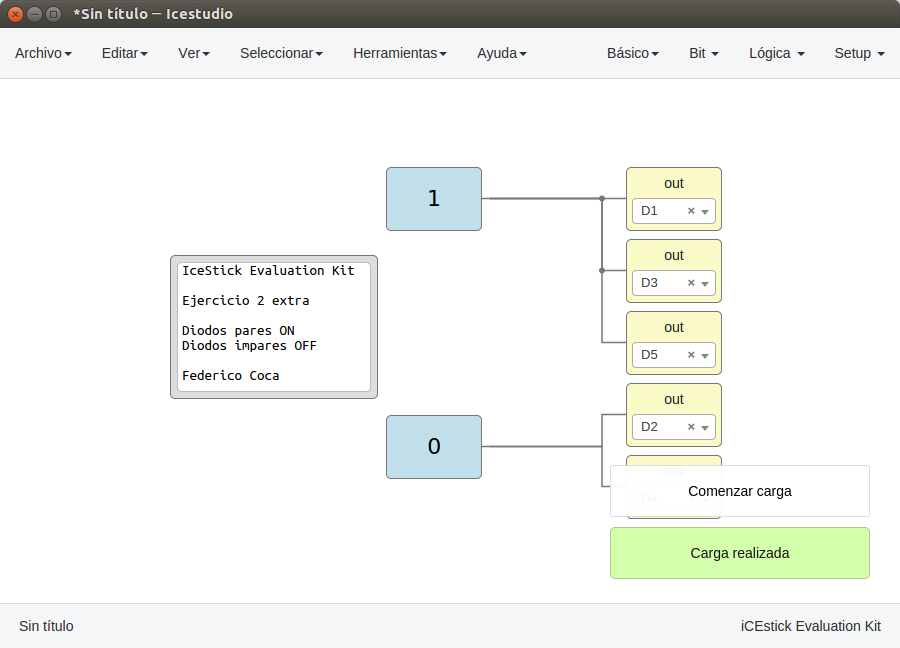 *Sin título — Icestudio
Archivo Editar Ver Seleccionar Herramientas Ayuda Básico Bit Lógica Setup
1
out
D1 ×
IceStick Evaluation Kit
Ejercicio 2 extra
Diodos pares ON
Diodos impares OFF
Federico Coca
out
D3 ×
out
D5 ×
0
out
D2 ×
out
D4
Comenzar carga
Carga realizada
Sin título
iCEstick Evaluation Kit